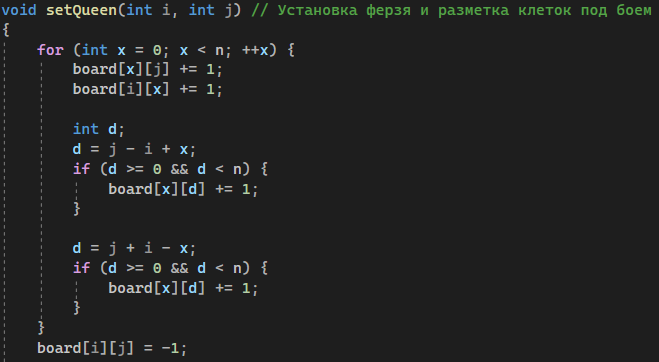 void setQueen(int i, int j) // Установка ферзя и разметка клеток под боем
{
    for (int x = 0; x < n; ++x) {
        board[x][j] += 1;
        board[i][x] += 1;

        int d;
        d = j - i + x;
        if (d >= 0 && d < n) {
            board[x][d] += 1;
        }

        d = j + i - x;
        if (d >= 0 && d < n) {
            board[x][d] += 1;
        }
    }
    board[i][j] = -1;